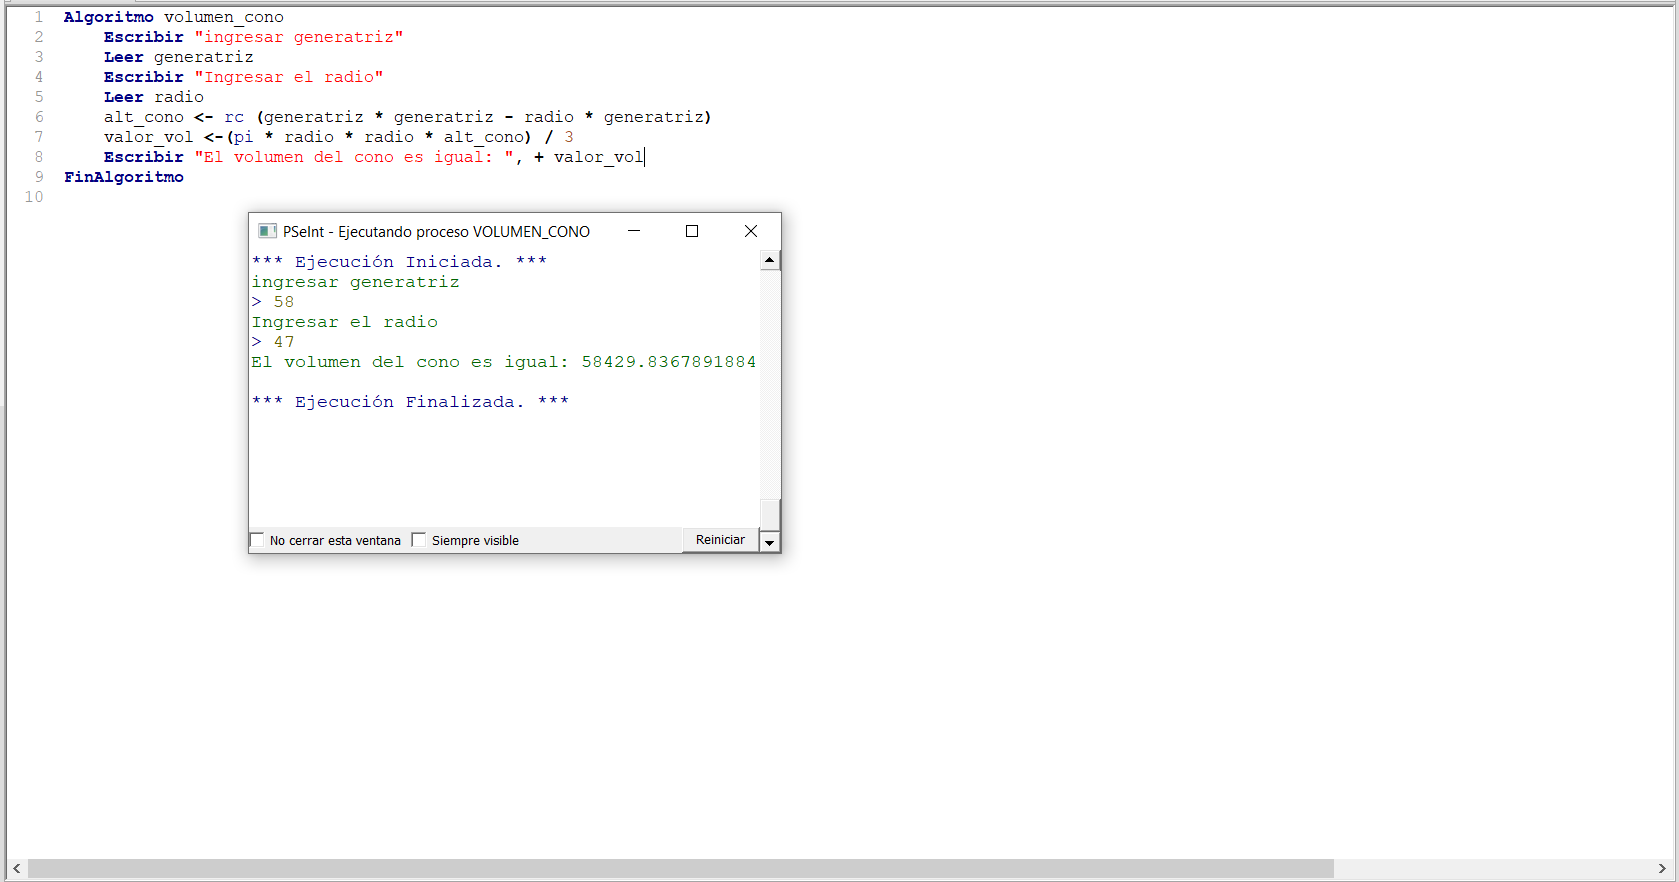 1 Algoritmo volumen_cono
2 Escribir "ingresar generatriz"
3 Leer generatriz
4 Escribir "Ingresar el radio"
5 Leer radio
6 alt_cono <- rc (generatriz * generatriz - radio * generatriz)
7 valor_vol <-(pi * radio * radio * alt_cono) / 3
8 Escribir "El volumen del cono es igual: ", + valor_vol
9 FinAlgoritmo
10
PSeInt - Ejecutando proceso VOLUMEN_CONO
*** Ejecución Iniciada. ***
ingresar generatriz
> 58
Ingresar el radio
> 47
El volumen del cono es igual: 58429.8367891884
*** Ejecución Finalizada. ***
No cerrar esta ventana Siempre visible Reiniciar